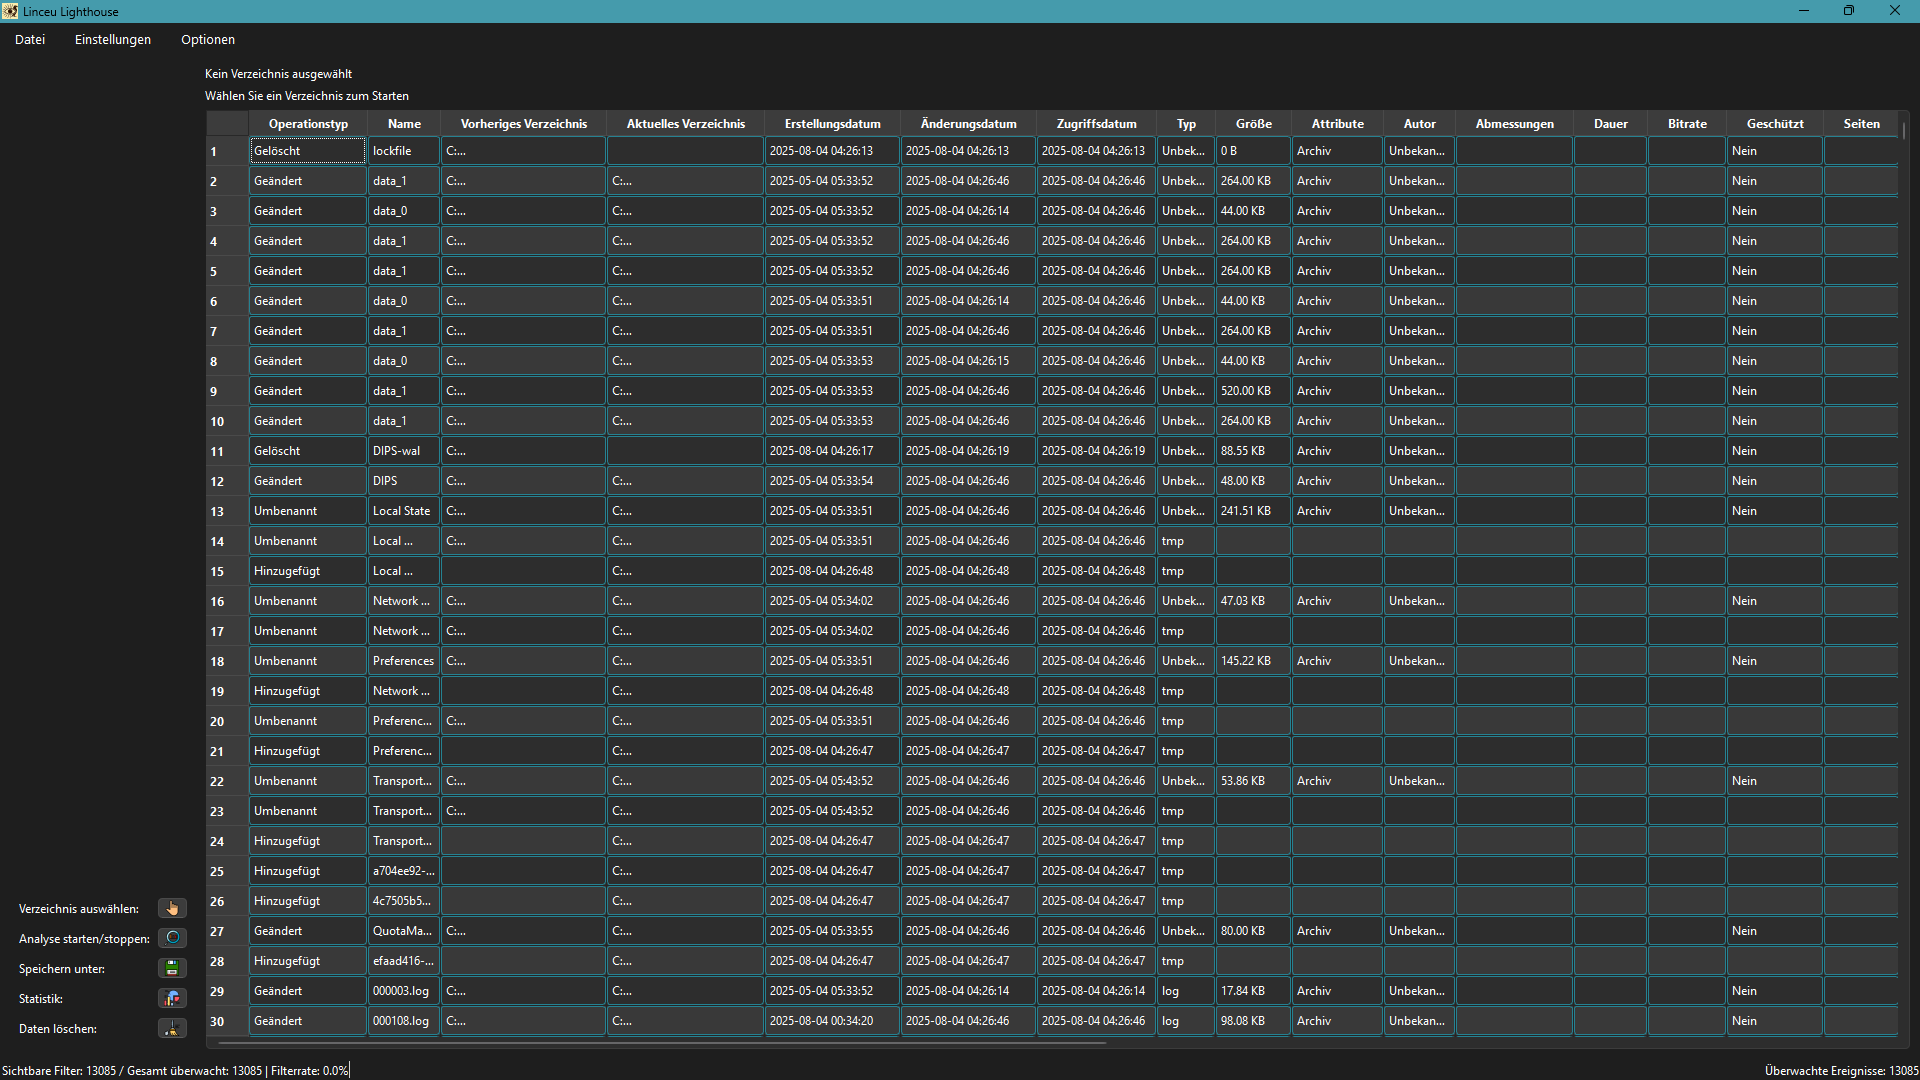 Linceu Lighthouse
Datei Einstellungen Optionen
Kein Verzeichnis ausgewählt
Wählen Sie ein Verzeichnis zum Starten
Operationstyp Name Vorheriges Verzeichnis Aktuelles Verzeichnis Erstellungsdatum Änderungsdatum Zugriffsdatum Typ Größe Attribute Autor Abmessungen Dauer Bitrate Geschützt Seiten
1 Gelöscht lockfile C:... 2025-08-04 04:26:13 2025-08-04 04:26:13 2025-08-04 04:26:13 Unbek... 0 B Archiv Unbekan... Nein
2 Geändert data_1 C:... C:... 2025-05-04 05:33:52 2025-08-04 04:26:46 2025-08-04 04:26:46 Unbek... 264.00 KB Archiv Unbekan... Nein
3 Geändert data_0 C:... C:... 2025-05-04 05:33:52 2025-08-04 04:26:14 2025-08-04 04:26:46 Unbek... 44.00 KB Archiv Unbekan... Nein
4 Geändert data_1 C:... C:... 2025-05-04 05:33:52 2025-08-04 04:26:46 2025-08-04 04:26:46 Unbek... 264.00 KB Archiv Unbekan... Nein
5 Geändert data_1 C:... C:... 2025-05-04 05:33:52 2025-08-04 04:26:46 2025-08-04 04:26:46 Unbek... 264.00 KB Archiv Unbekan... Nein
6 Geändert data_0 C:... C:... 2025-05-04 05:33:51 2025-08-04 04:26:14 2025-08-04 04:26:46 Unbek... 44.00 KB Archiv Unbekan... Nein
7 Geändert data_1 C:... C:... 2025-05-04 05:33:51 2025-08-04 04:26:46 2025-08-04 04:26:46 Unbek... 264.00 KB Archiv Unbekan... Nein
8 Geändert data_0 C:... C:... 2025-05-04 05:33:53 2025-08-04 04:26:15 2025-08-04 04:26:46 Unbek... 44.00 KB Archiv Unbekan... Nein
9 Geändert data_1 C:... C:... 2025-05-04 05:33:53 2025-08-04 04:26:46 2025-08-04 04:26:46 Unbek... 520.00 KB Archiv Unbekan... Nein
10 Geändert data_1 C:... C:... 2025-05-04 05:33:53 2025-08-04 04:26:46 2025-08-04 04:26:46 Unbek... 264.00 KB Archiv Unbekan... Nein
11 Gelöscht DIPS-wal C:... 2025-08-04 04:26:17 2025-08-04 04:26:19 2025-08-04 04:26:19 Unbek... 88.55 KB Archiv Unbekan... Nein
12 Geändert DIPS C:... C:... 2025-05-04 05:33:54 2025-08-04 04:26:46 2025-08-04 04:26:46 Unbek... 48.00 KB Archiv Unbekan... Nein
13 Umbenannt Local State C:... C:... 2025-05-04 05:33:51 2025-08-04 04:26:46 2025-08-04 04:26:46 Unbek... 241.51 KB Archiv Unbekan... Nein
14 Umbenannt Local ... C:... C:... 2025-05-04 05:33:51 2025-08-04 04:26:46 2025-08-04 04:26:46 tmp
15 Hinzugefügt Local ... C:... 2025-08-04 04:26:48 2025-08-04 04:26:48 2025-08-04 04:26:48 tmp
16 Umbenannt Network ... C:... C:... 2025-05-04 05:34:02 2025-08-04 04:26:46 2025-08-04 04:26:46 Unbek... 47.03 KB Archiv Unbekan... Nein
17 Umbenannt Network ... C:... C:... 2025-05-04 05:34:02 2025-08-04 04:26:46 2025-08-04 04:26:46 tmp
18 Umbenannt Preferences C:... C:... 2025-05-04 05:33:51 2025-08-04 04:26:46 2025-08-04 04:26:46 Unbek... 145.22 KB Archiv Unbekan... Nein
19 Hinzugefügt Network ... C:... 2025-08-04 04:26:48 2025-08-04 04:26:48 2025-08-04 04:26:48 tmp
20 Umbenannt Preferenc... C:... C:... 2025-05-04 05:33:51 2025-08-04 04:26:46 2025-08-04 04:26:46 tmp
21 Hinzugefügt Preferenc... C:... 2025-08-04 04:26:47 2025-08-04 04:26:47 2025-08-04 04:26:47 tmp
22 Umbenannt Transport... C:... C:... 2025-05-04 05:43:52 2025-08-04 04:26:46 2025-08-04 04:26:46 Unbek... 53.86 KB Archiv Unbekan... Nein
23 Umbenannt Transport... C:... C:... 2025-05-04 05:43:52 2025-08-04 04:26:46 2025-08-04 04:26:46 tmp
24 Hinzugefügt Transport... C:... 2025-08-04 04:26:47 2025-08-04 04:26:47 2025-08-04 04:26:47 tmp
25 Hinzugefügt a704ee92-... C:... 2025-08-04 04:26:47 2025-08-04 04:26:47 2025-08-04 04:26:47 tmp
26 Hinzugefügt 4c7505b5... C:... 2025-08-04 04:26:47 2025-08-04 04:26:47 2025-08-04 04:26:47 tmp
27 Geändert QuotaMa... C:... C:... 2025-05-04 05:33:55 2025-08-04 04:26:46 2025-08-04 04:26:46 Unbek... 80.00 KB Archiv Unbekan... Nein
28 Hinzugefügt efaad416-... C:... 2025-08-04 04:26:47 2025-08-04 04:26:47 2025-08-04 04:26:47 tmp
29 Geändert 000003.log C:... C:... 2025-05-04 05:33:52 2025-08-04 04:26:14 2025-08-04 04:26:14 log 17.84 KB Archiv Unbekan... Nein
30 Geändert 000108.log C:... C:... 2025-08-04 00:34:20 2025-08-04 04:26:46 2025-08-04 04:26:46 log 98.08 KB Archiv Unbekan... Nein
Verzeichnis auswählen:
Analyse starten/stoppen:
Speichern unter:
Statistik:
Daten löschen:
Sichtbare Filter: 13085 / Gesamt überwacht: 13085 | Filterrate: 0.0%
Überwachte Ereignisse: 13085